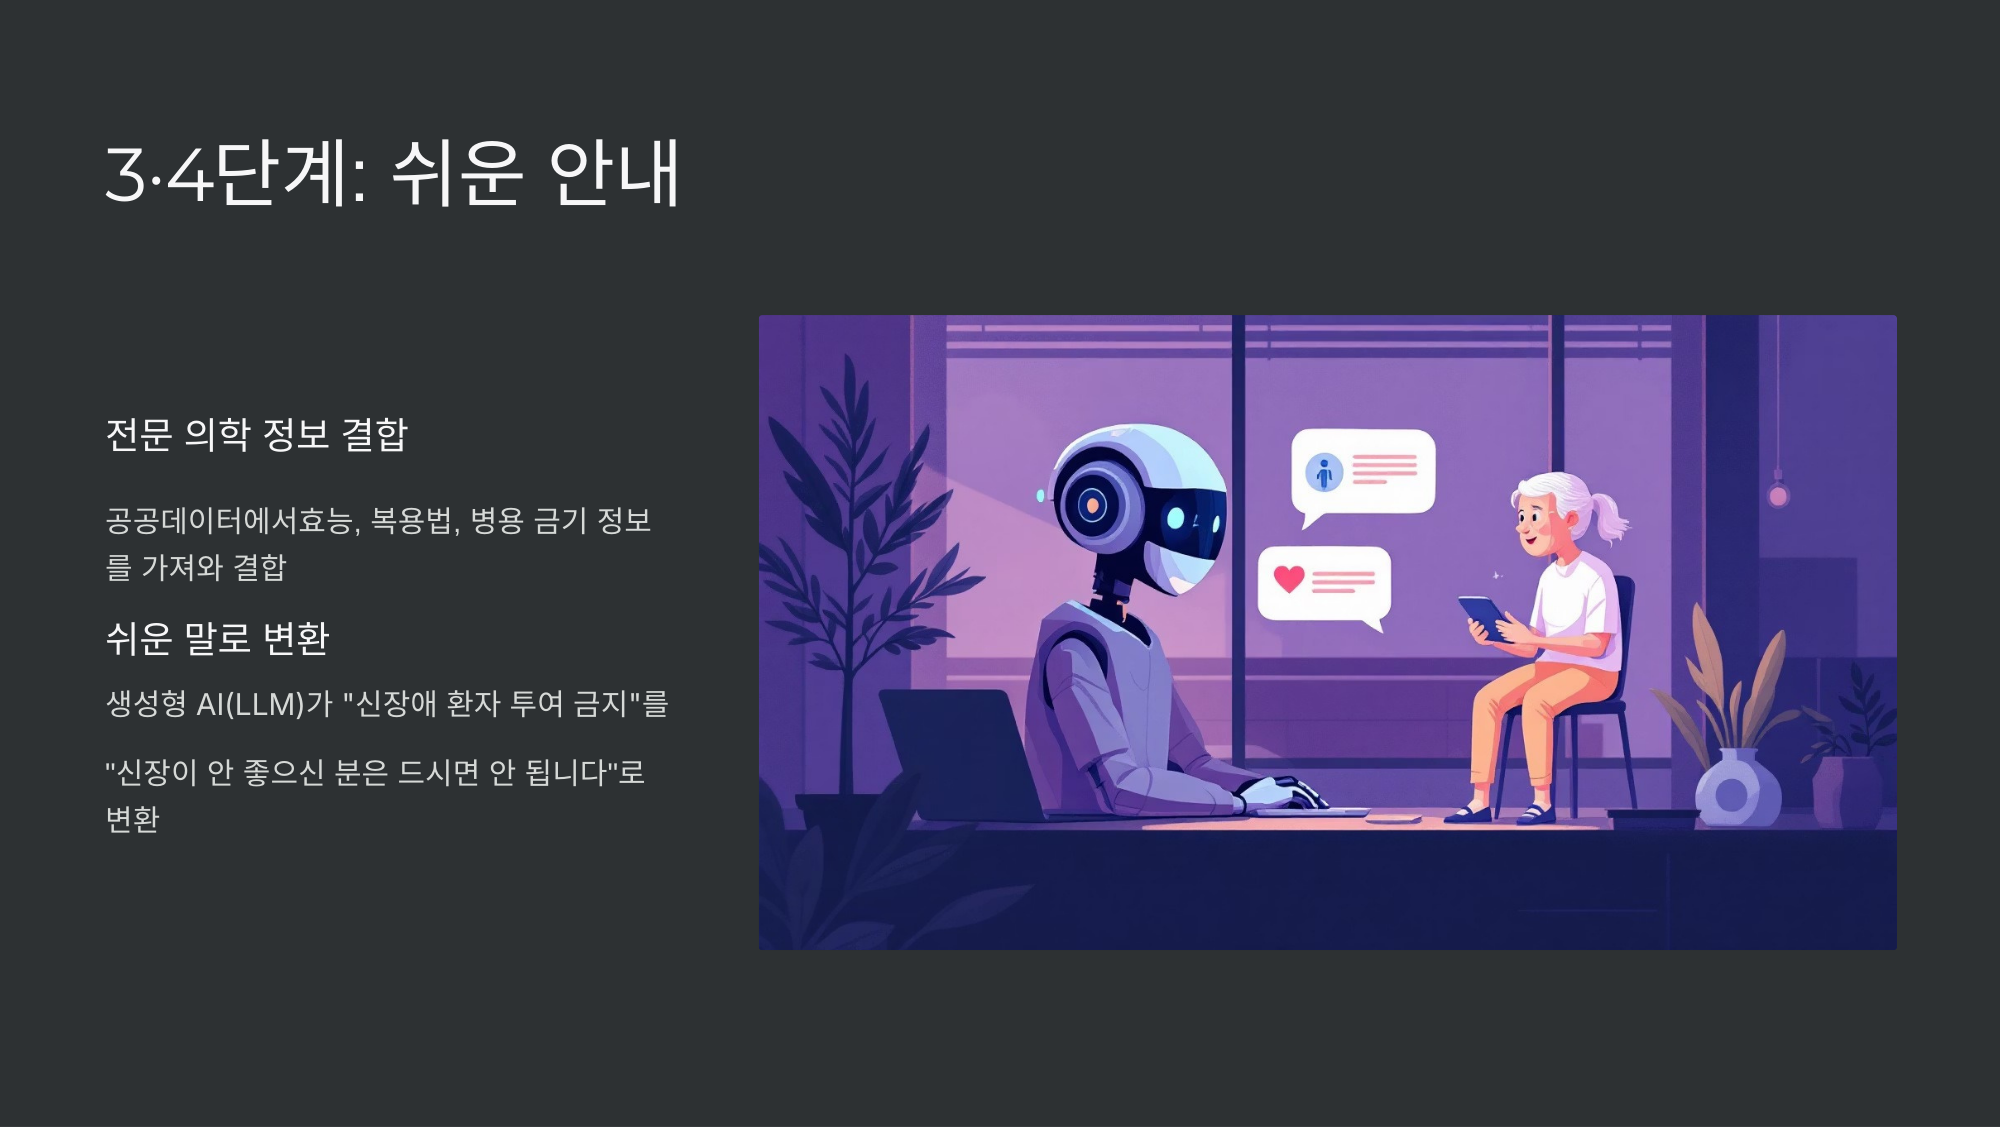 3·4단계: 쉬운 안내
전문 의학 정보 결합
공공데이터에서효능, 복용법, 병용 금기 정보
를 가져와 결합
쉬운 말로 변환
생성형 AI(LLM)가 "신장애 환자 투여 금지"를
"신장이 안 좋으신 분은 드시면 안 됩니다"로
변환